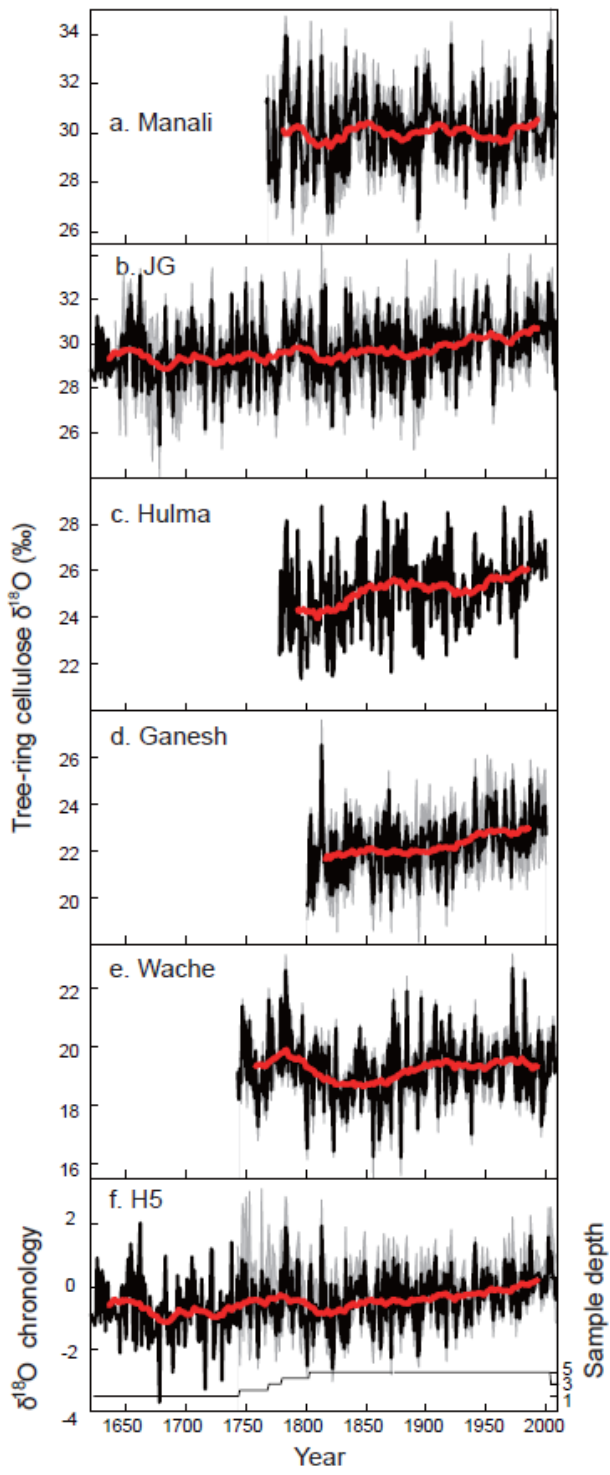 34
32
a. Manali
30
28
26
b. JG
32
30
28
26
c. Hulma
28
26
24
22
d. Ganesh
26
24
22
20
e. Wache
22
20
18
16
f. H5
2
0
-2
-4
5
3
1
1650 1700 1750 1800 1850 1900 1950 2000
Year
Tree-ring cellulose δ¹⁸O (‰)
δ¹⁸O chronology
Sample depth